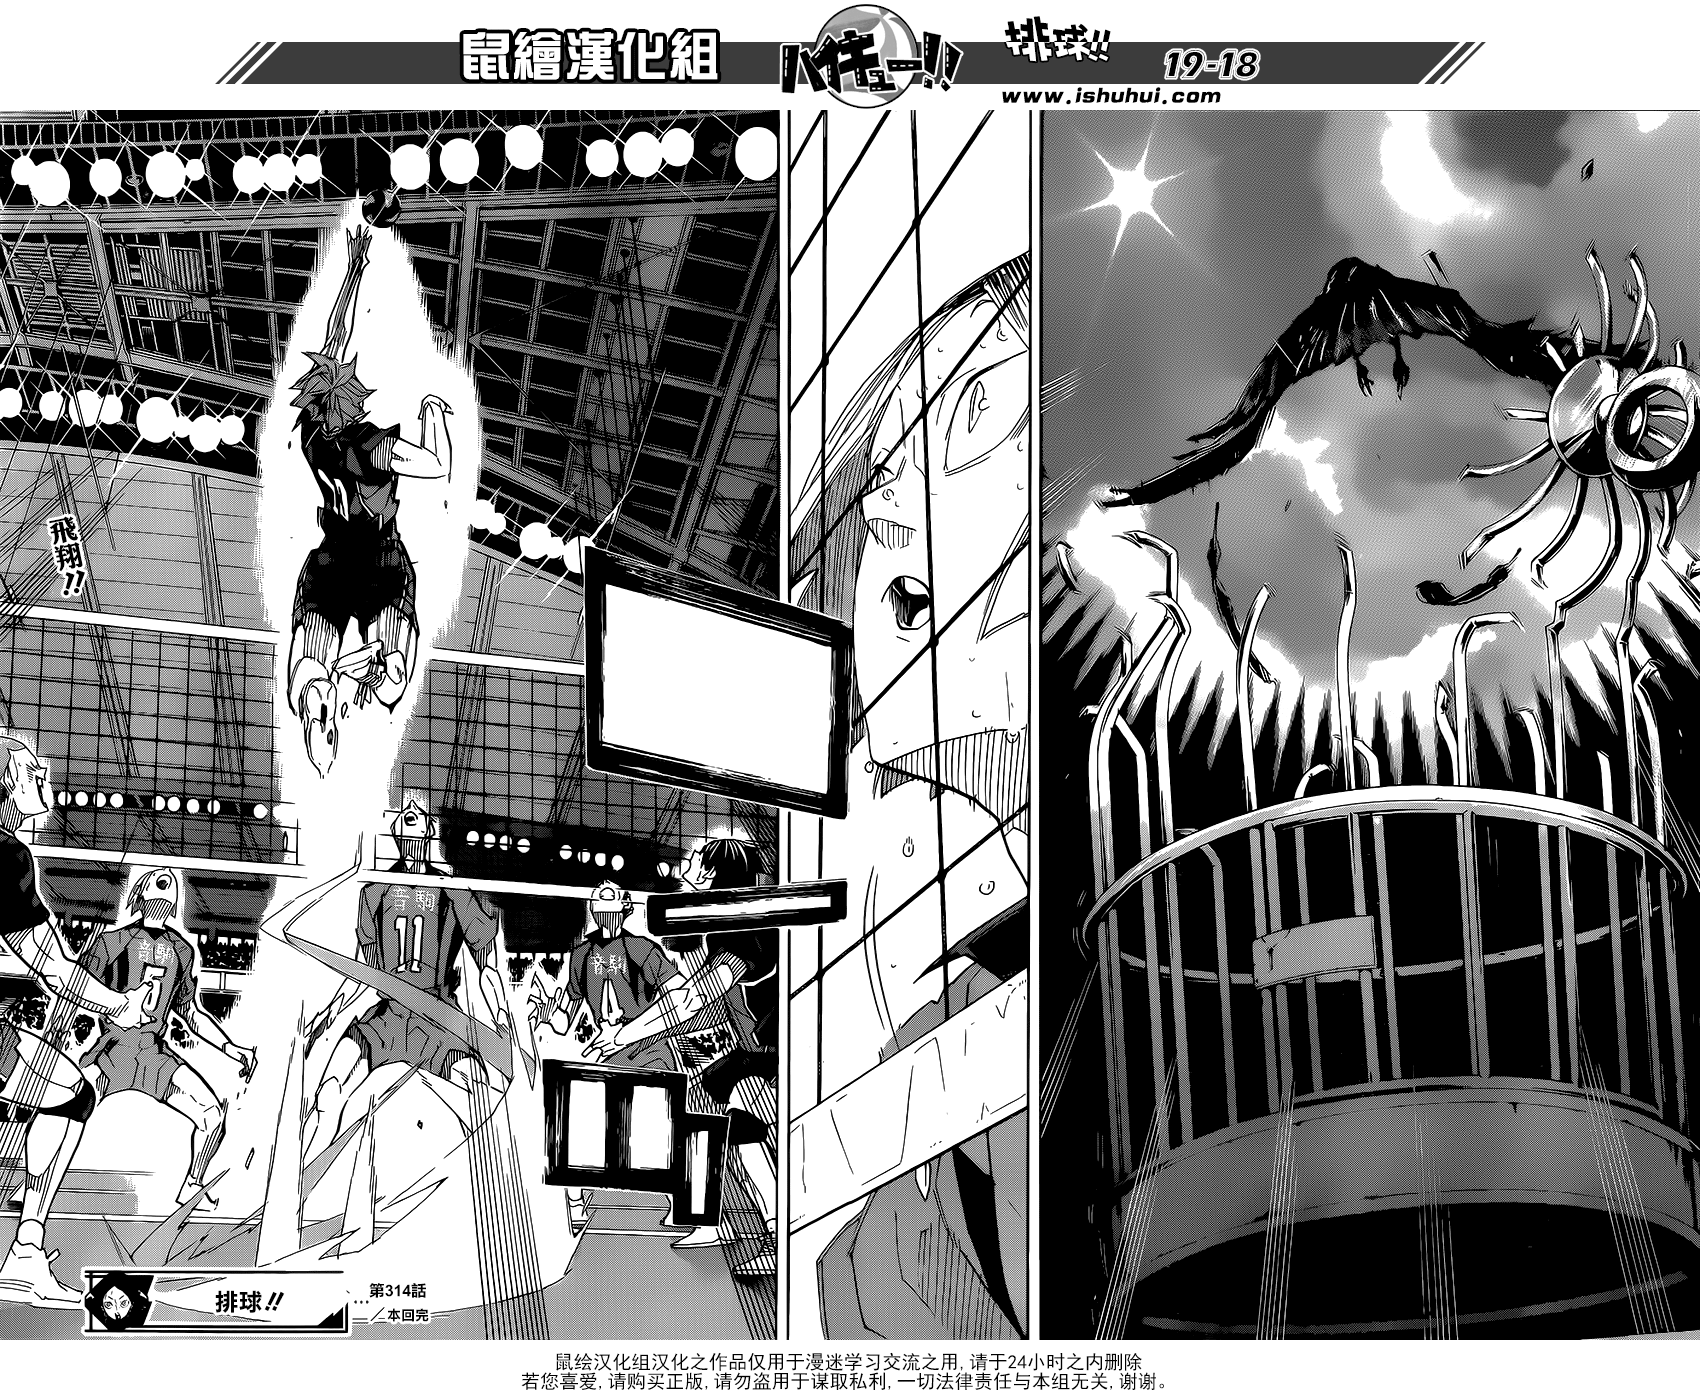 鼠繪漢化組
ハイキュー!!
排球!!
19-18
www.ishuhui.com
飛翔!!
音駒
5
音駒
11
音駒
1
排球!!
…第314話
／本回完
鼠绘汉化组汉化之作品仅用于漫迷学习交流之用,请于24小时之内删除
若您喜爱,请购买正版,请勿盗用于谋取私利,一切法律责任与本组无关,谢谢。